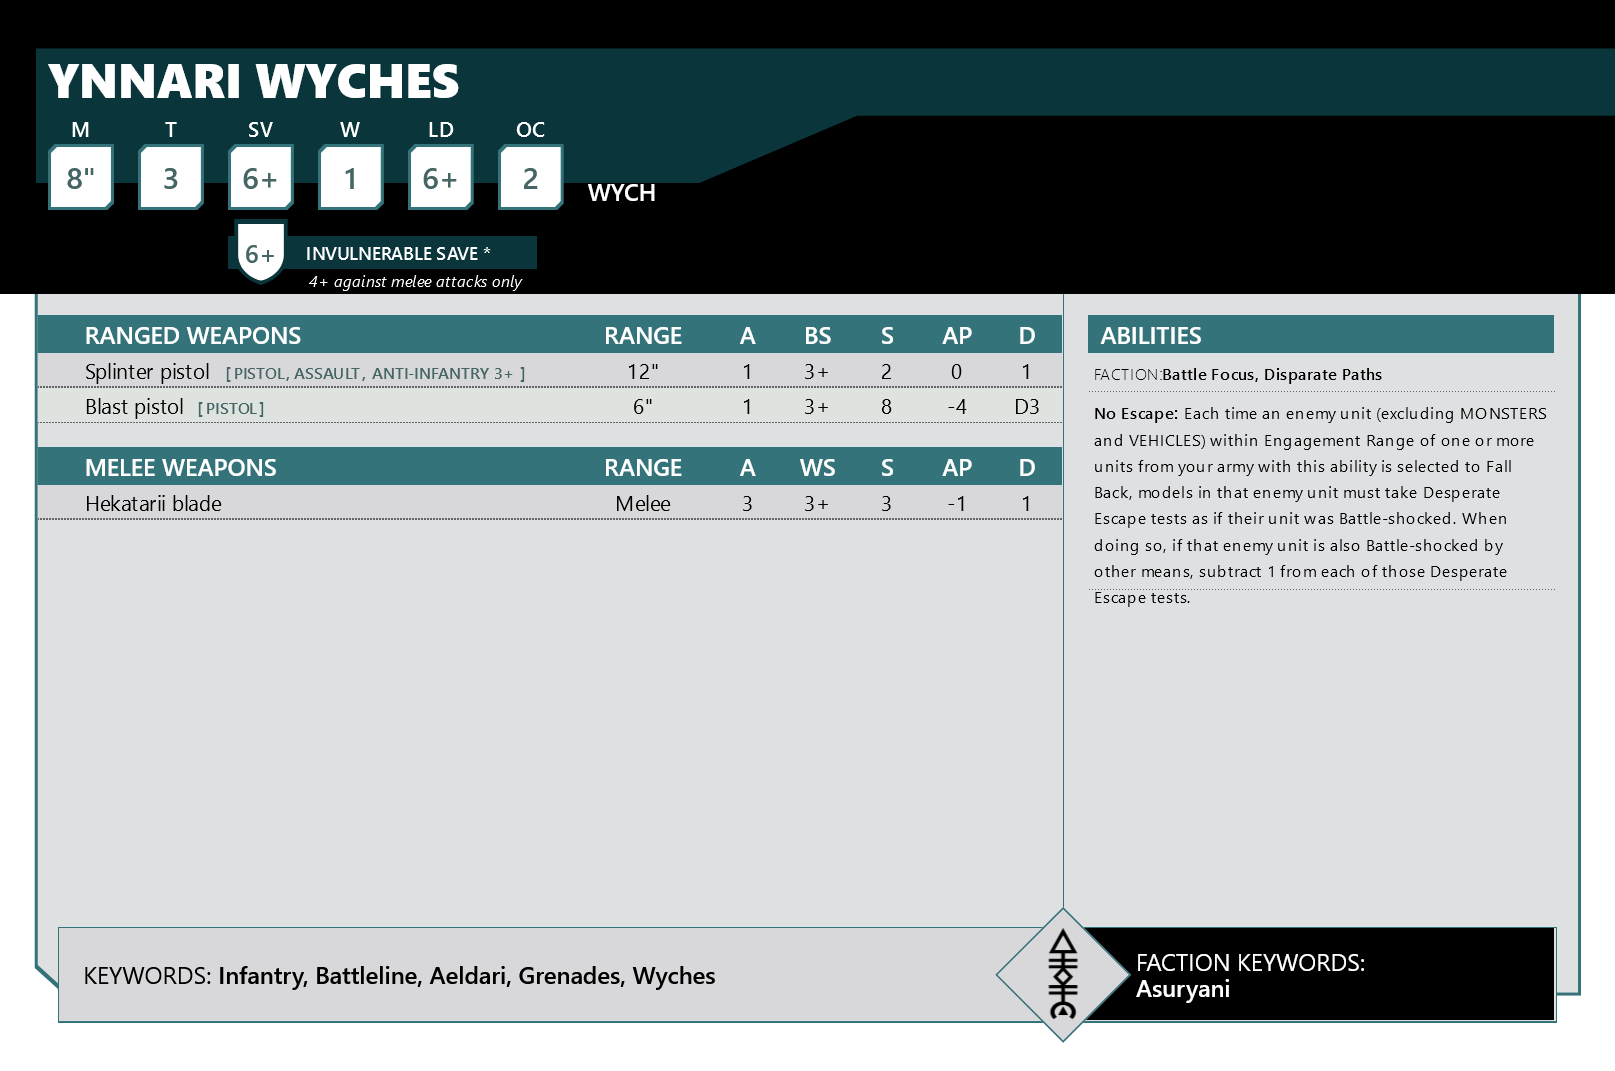 YNNARI WYCHES
M T SV W LD OC
8" 3 6+ 1 6+ 2
WYCH
6+ INVULNERABLE SAVE *
4+ against melee attacks only
RANGED WEAPONS RANGE A BS S AP D
Splinter pistol [PISTOL, ASSAULT, ANTI-INFANTRY 3+ ] 12" 1 3+ 2 0 1
Blast pistol [PISTOL] 6" 1 3+ 8 -4 D3
MELEE WEAPONS RANGE A WS S AP D
Hekatarii blade Melee 3 3+ 3 -1 1
ABILITIES
FACTION:Battle Focus, Disparate Paths
No Escape: Each time an enemy unit (excluding MONSTERS
and VEHICLES) within Engagement Range of one or more
units from your army with this ability is selected to Fall
Back, models in that enemy unit must take Desperate
Escape tests as if their unit was Battle-shocked. When
doing so, if that enemy unit is also Battle-shocked by
other means, subtract 1 from each of those Desperate
Escape tests.
KEYWORDS: Infantry, Battleline, Aeldari, Grenades, Wyches
FACTION KEYWORDS:
Asuryani